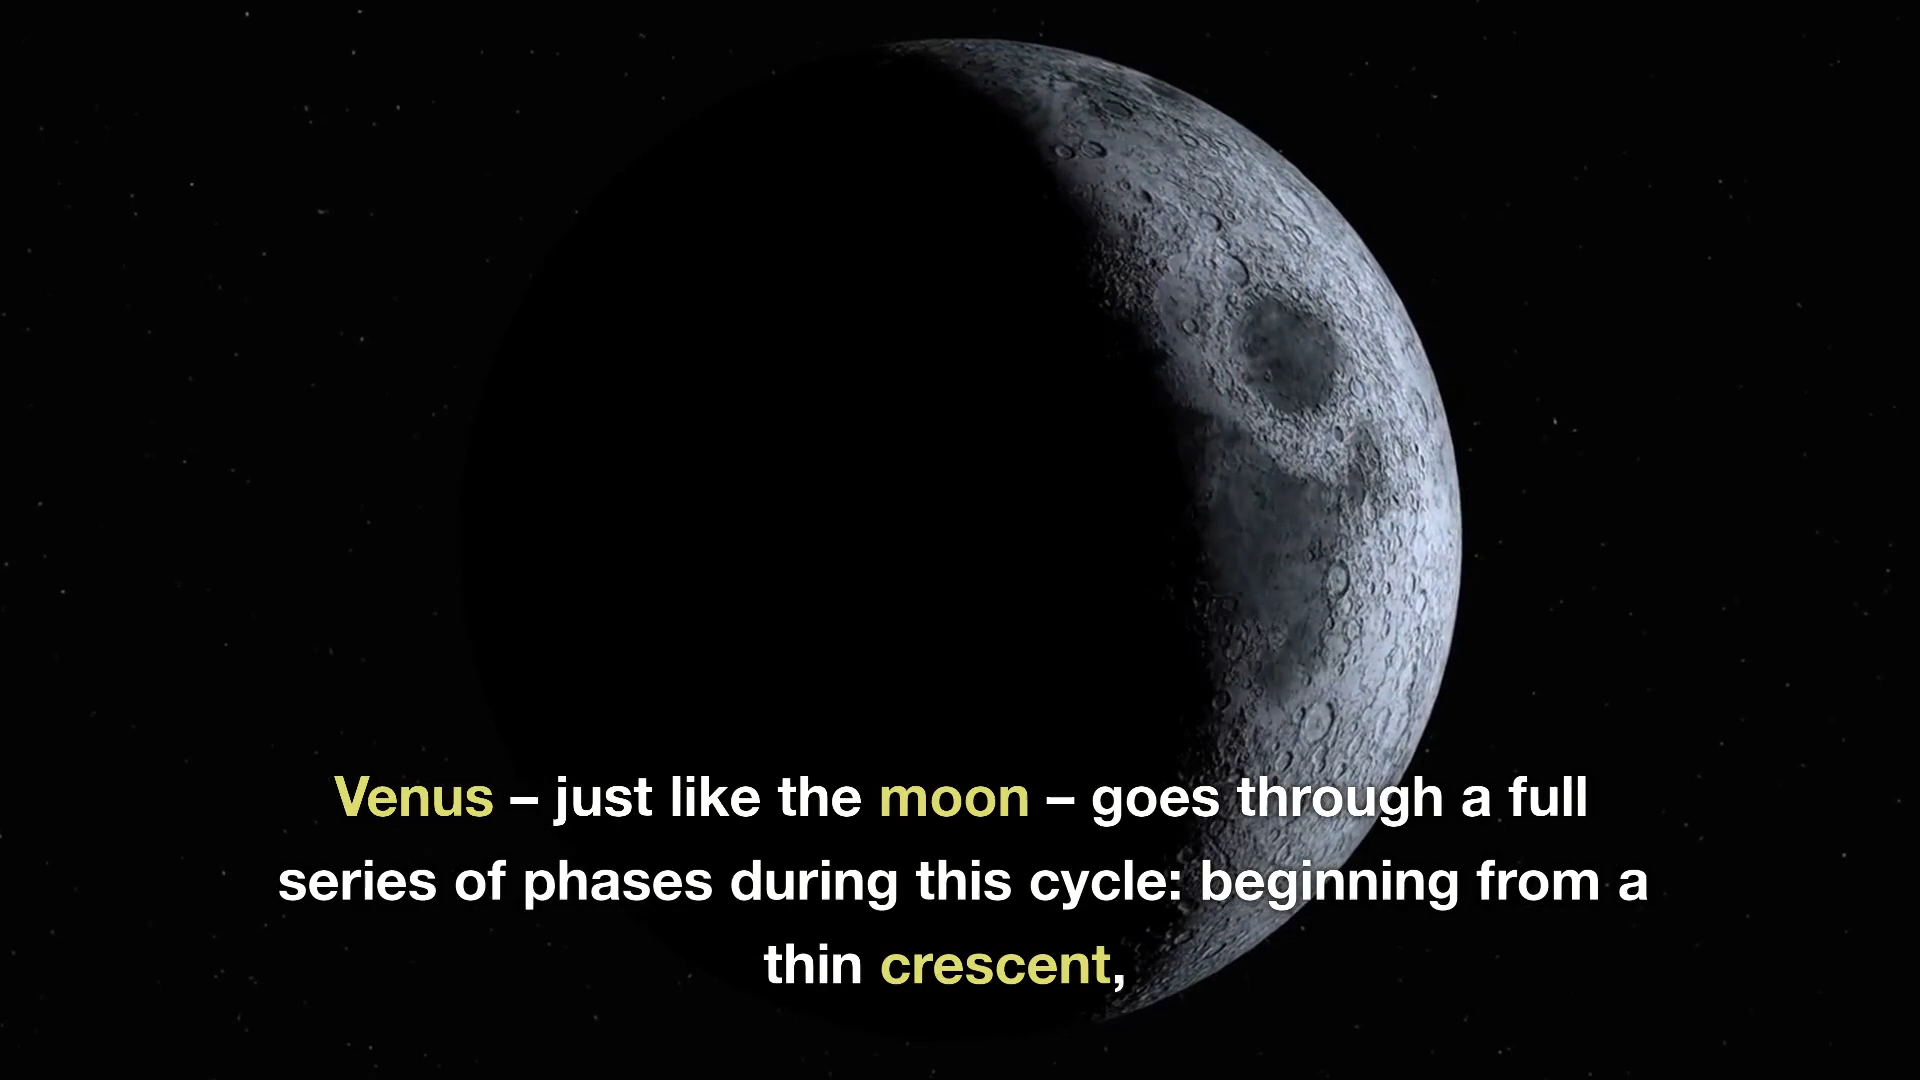 Venus – just like the moon – goes through a full
series of phases during this cycle: beginning from a
thin crescent,